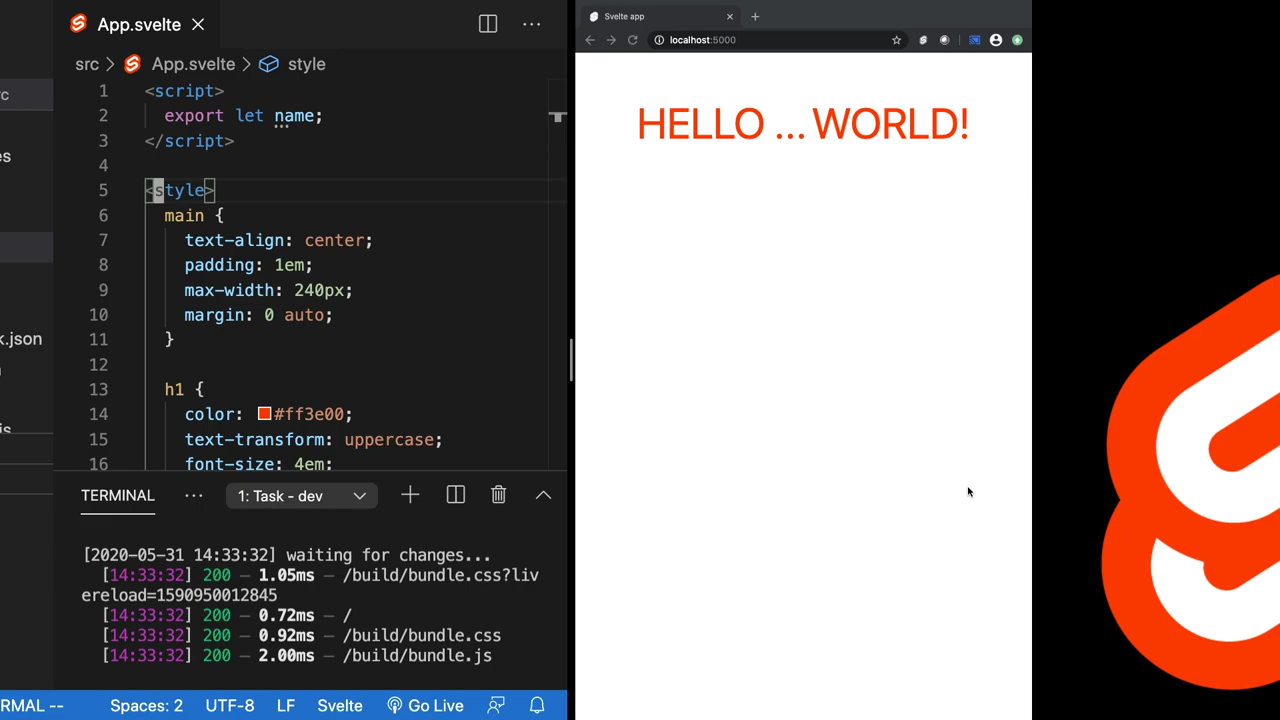 App.svelte
src > App.svelte > style
1 <script>
2 export let name;
3 </script>
4
5 <style>
6 main {
7 text-align: center;
8 padding: 1em;
9 max-width: 240px;
10 margin: 0 auto;
11 }
12
13 h1 {
14 color: #ff3e00;
15 text-transform: uppercase;
16 font-size: 4em;
TERMINAL ... 1: Task - dev
[2020-05-31 14:33:32] waiting for changes...
[14:33:32] 200 — 1.05ms — /build/bundle.css?liv
ereload=1590950012845
[14:33:32] 200 — 0.72ms — /
[14:33:32] 200 — 0.92ms — /build/bundle.css
[14:33:32] 200 — 2.00ms — /build/bundle.js
RMAL -- Spaces: 2 UTF-8 LF Svelte Go Live
k.json
Svelte app
localhost:5000
HELLO ... WORLD!